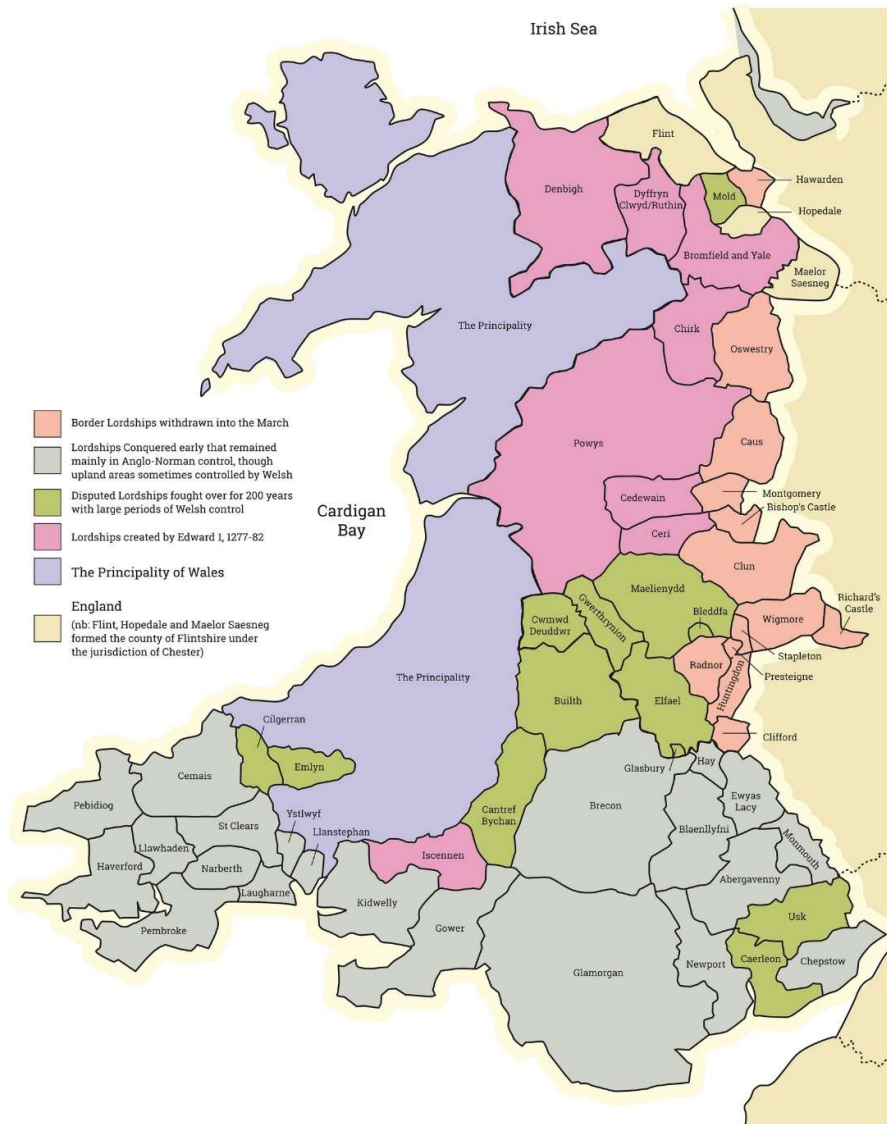 Irish Sea
Flint
Hawarden
Denbigh
Dyffryn
Clwyd/Ruthin
Mold
Hopedale
Bromfield and Yale
Maelor
Saesneg
The Principality
Chirk
Oswestry
Border Lordships withdrawn into the March
Lordships Conquered early that remained
mainly in Anglo-Norman control, though
upland areas sometimes controlled by Welsh
Disputed Lordships fought over for 200 years
with large periods of Welsh control
Lordships created by Edward 1, 1277-82
The Principality of Wales
England
(nb: Flint, Hopedale and Maelor Saesneg
formed the county of Flintshire under
the jurisdiction of Chester)
Cardigan
Bay
Powys
Caus
Cedewain
Montgomery
Bishop's Castle
Ceri
Clun
Maelienydd
Gwerthrynion
Bleddfa
Richard's
Castle
Wigmore
Cwmwd
Deuddwr
Stapleton
Radnor
Presteigne
Huntingdon
The Principality
Builth
Elfael
Cilgerran
Clifford
Glasbury
Hay
Cemais
Emlyn
Pebidiog
Cantref
Bychan
Brecon
Ewyas
Lacy
Ystlwyf
St Clears
Llanstephan
Blaenllyfni
Monmouth
Llawhaden
Iscennen
Haverford
Narberth
Abergavenny
Laugharne
Kidwelly
Usk
Pembroke
Gower
Glamorgan
Newport
Caerleon
Chepstow